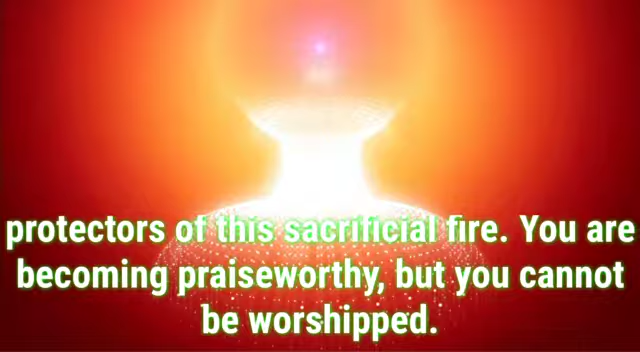 protectors of this sacrificial fire. You are
becoming praiseworthy, but you cannot
be worshipped.